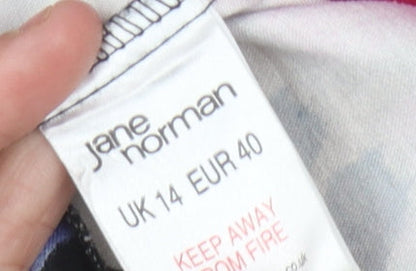 jane
norman
UK 14 EUR 40
KEEP AWAY
FROM FIRE